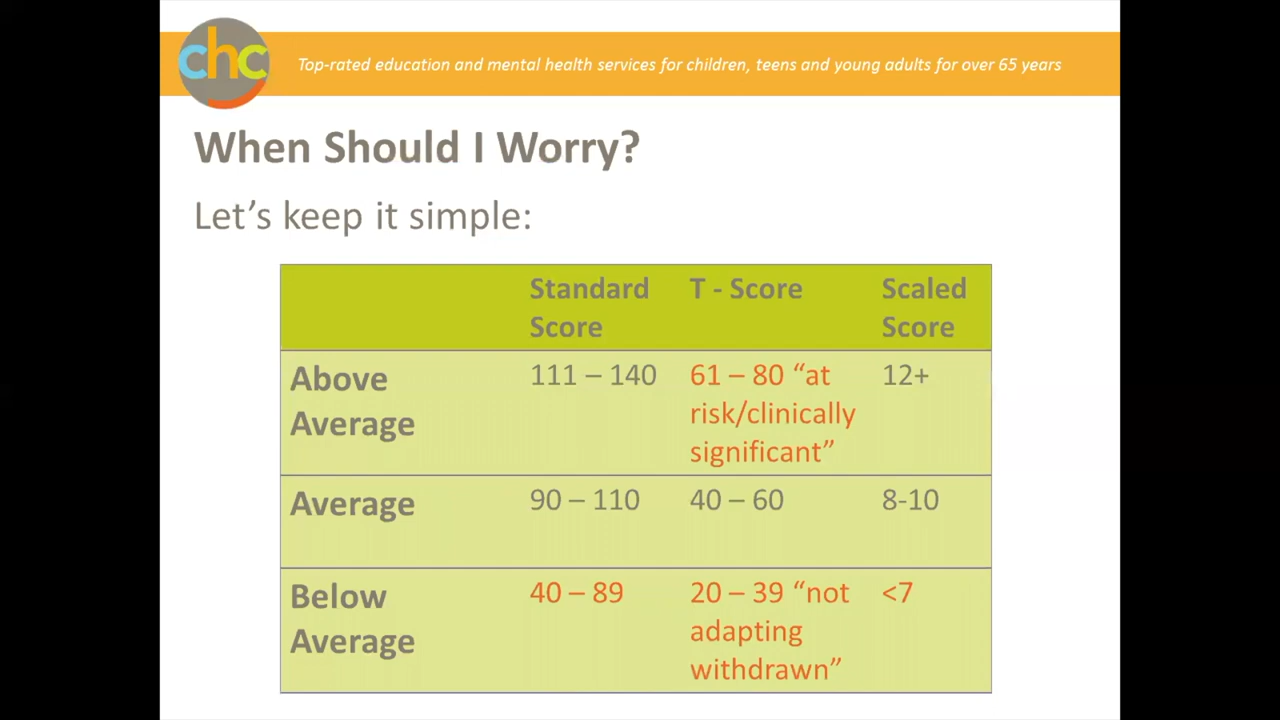 chc
Top-rated education and mental health services for children, teens and young adults for over 65 years
When Should I Worry?
Let’s keep it simple:
Standard Score T - Score Scaled Score
Above Average 111 – 140 61 – 80 “at risk/clinically significant” 12+
Average 90 – 110 40 – 60 8-10
Below Average 40 – 89 20 – 39 “not adapting withdrawn” <7